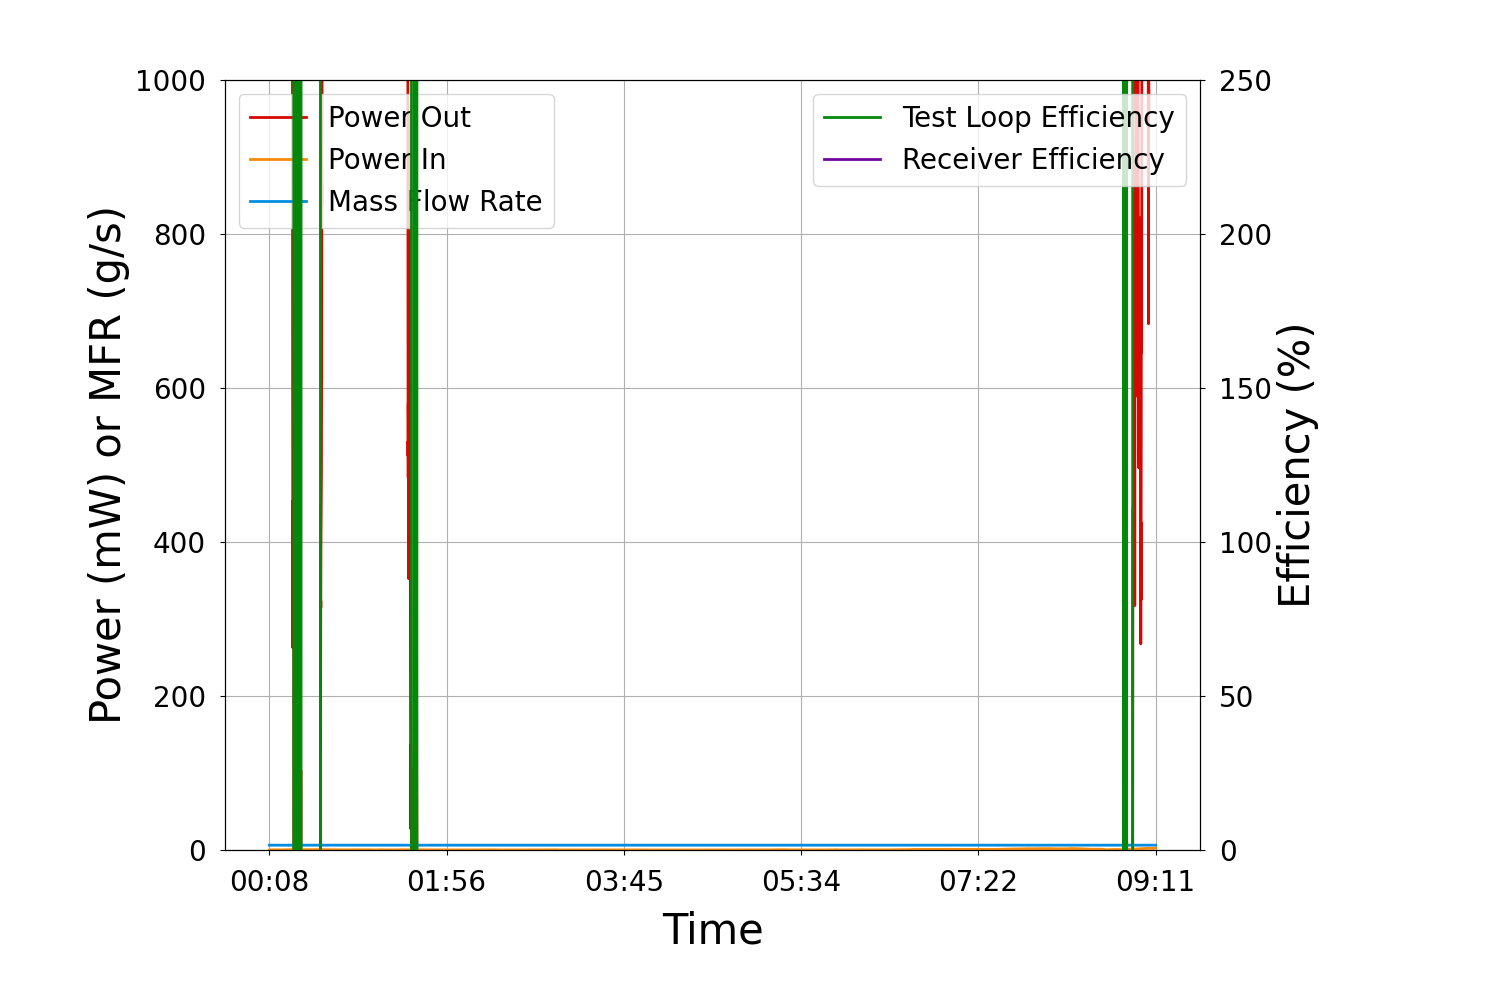 1000
800
600
400
200
0
Power (mW) or MFR (g/s)
Power Out
Power In
Mass Flow Rate
Test Loop Efficiency
Receiver Efficiency
250
200
150
100
50
0
Efficiency (%)
00:08 01:56 03:45 05:34 07:22 09:11
Time